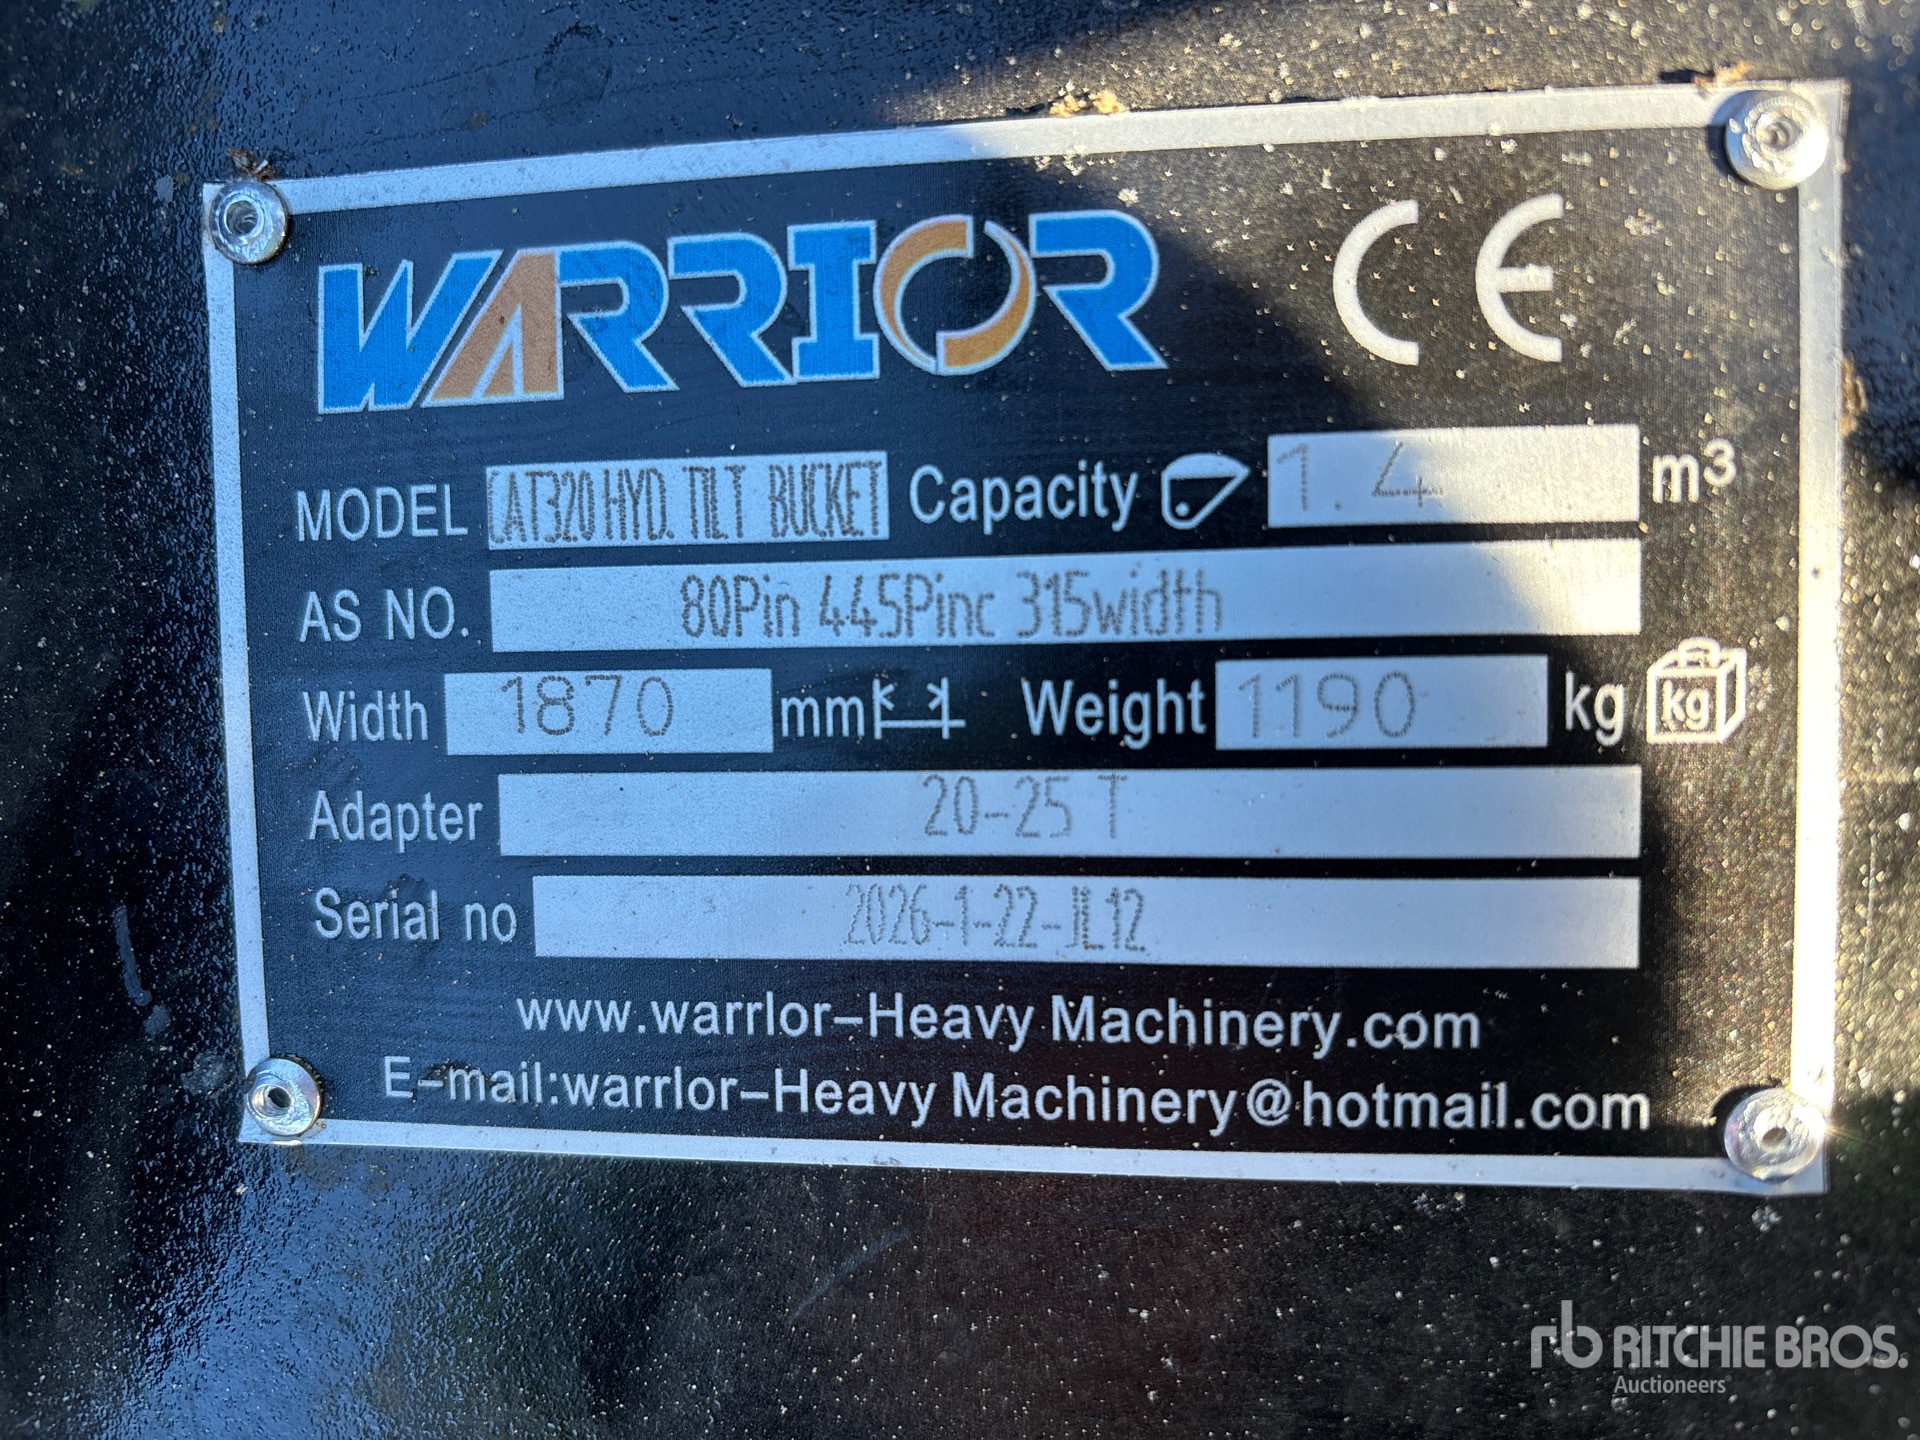 WARRIOR CE
MODEL CAT320 HYD. TILT BUCKET Capacity 1.4 m³
AS NO. 80Pin 445Pinc 315width
Width 1870 mm Weight 1190 kg kg
Adapter 20-25 T
Serial no 2026-1-22-JL12
www.warrlor-Heavy Machinery.com
E-mail:warrlor-Heavy Machinery@hotmail.com
rb RITCHIE BROS.
Auctioneers